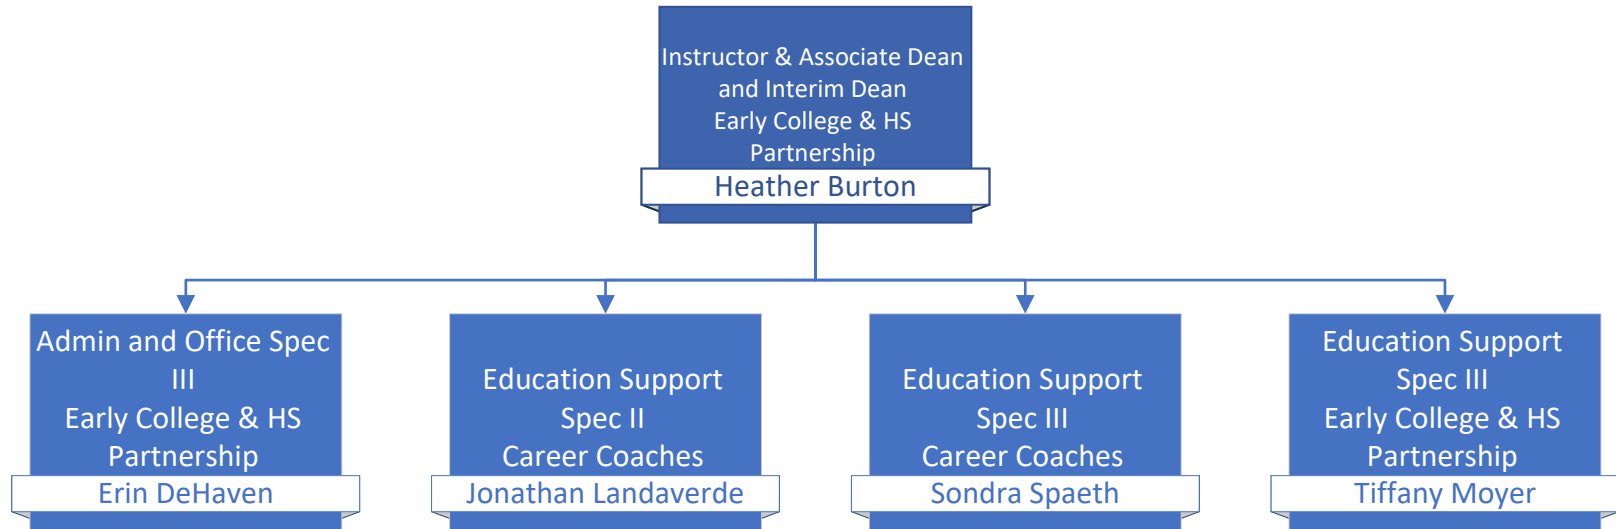 Instructor & Associate Dean
and Interim Dean
Early College & HS
Partnership
Heather Burton
Admin and Office Spec
III
Early College & HS
Partnership
Erin DeHaven
Education Support
Spec II
Career Coaches
Jonathan Landaverde
Education Support
Spec III
Career Coaches
Sondra Spaeth
Education Support
Spec III
Early College & HS
Partnership
Tiffany Moyer